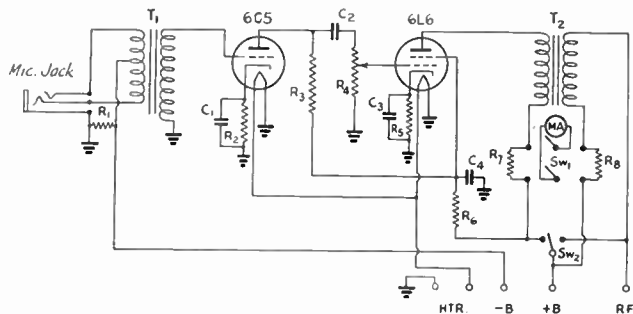 T1 6C5 C2 6L6 T2
Mic. Jack
R1 C1 R2 R3 R4 C3 R5 C4 R6 MA R7 Sw1 R8
Sw2
HTR. -B +B RF